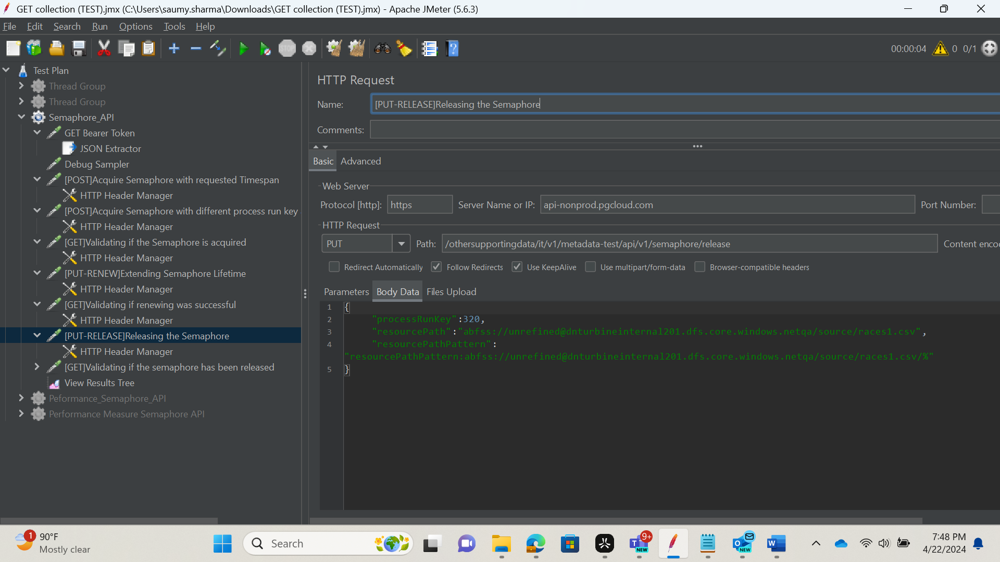 GET collection (TEST).jmx (C:\Users\saumy.sharma\Downloads\GET collection (TEST).jmx) - Apache JMeter (5.6.3)
File Edit Search Run Options Tools Help
STOP
00:00:04 0 0/1
Test Plan
Thread Group
Thread Group
Semaphore_API
GET Bearer Token
JSON Extractor
Debug Sampler
[POST]Acquire Semaphore with requested Timespan
HTTP Header Manager
[POST]Acquire Semaphore with different process run key
HTTP Header Manager
[GET]Validating if the Semaphore is acquired
HTTP Header Manager
[PUT-RENEW]Extending Semaphore Lifetime
HTTP Header Manager
[GET]Validating if renewing was successful
HTTP Header Manager
[PUT-RELEASE]Releasing the Semaphore
HTTP Header Manager
[GET]Validating if the semaphore has been released
View Results Tree
Peformance_Semaphore_API
Performance Measure Semaphore API
HTTP Request
Name: [PUT-RELEASE]Releasing the Semaphore
Comments:
Basic Advanced
Web Server
Protocol [http]: https Server Name or IP: api-nonprod.pgcloud.com Port Number:
HTTP Request
PUT Path: /othersupportingdata/it/v1/metadata-test/api/v1/semaphore/release Content enco
Redirect Automatically Follow Redirects Use KeepAlive Use multipart/form-data Browser-compatible headers
Parameters Body Data Files Upload
1 {
2 "processRunKey":320,
3 "resourcePath":"abfss://unrefined@dnturbineinternal201.dfs.core.windows.netqa/source/races1.csv",
4 "resourcePathPattern":
"resourcePathPattern:abfss://unrefined@dnturbineinternal201.dfs.core.windows.netqa/source/races1.csv/%"
5 }
1 90°F
Mostly clear
Search
9+
NEW
NEW
7:48 PM
4/22/2024